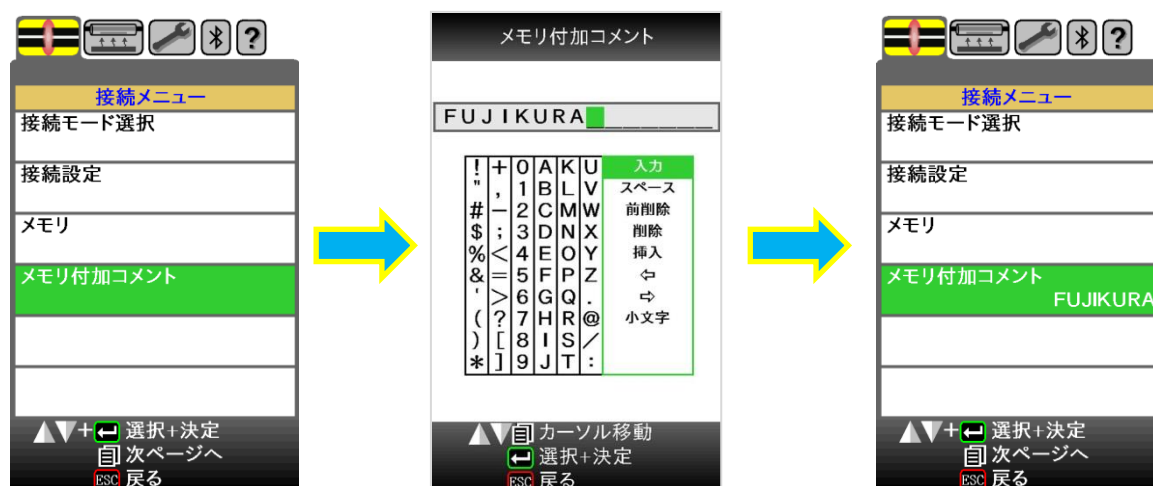 ?
接続メニュー
接続モード選択
接続設定
メモリ
メモリ付加コメント
+ 選択+決定
次ページへ
ESC 戻る
メモリ付加コメント
FUJIKURA_______
! + 0 A K U 入力
" , 1 B L V スペース
# − 2 C M W 前削除
$ ; 3 D N X 削除
% < 4 E O Y 挿入
& = 5 F P Z ⇦
' > 6 G Q . ⇨
( ? 7 H R @ 小文字
) [ 8 I S /
* ] 9 J T :
カーソル移動
選択+決定
ESC 戻る
?
接続メニュー
接続モード選択
接続設定
メモリ
メモリ付加コメント
FUJIKURA
+ 選択+決定
次ページへ
ESC 戻る